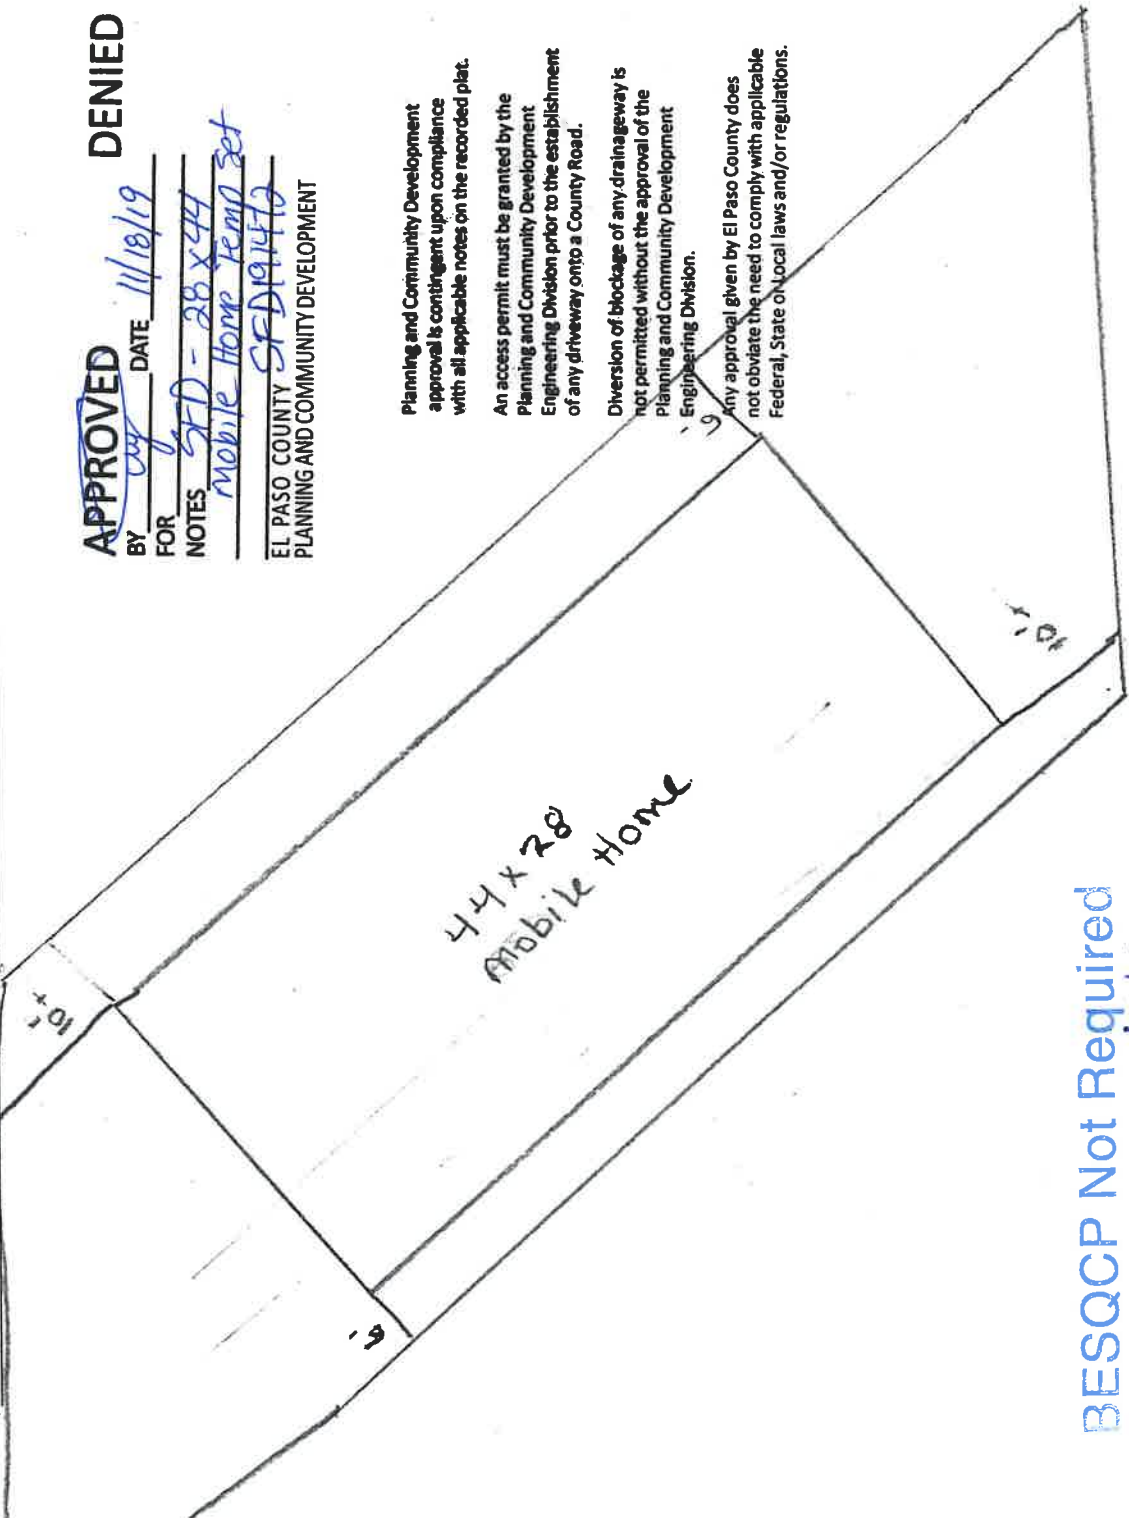 APPROVED DENIED
BY DATE 11/18/19
FOR
NOTES SFD - 28 x 44
Mobile Home Temp Set
SFD191472
EL PASO COUNTY
PLANNING AND COMMUNITY DEVELOPMENT
Planning and Community Development
approval is contingent upon compliance
with all applicable notes on the recorded plat.
An access permit must be granted by the
Planning and Community Development
Engineering Division prior to the establishment
of any driveway onto a County Road.
Diversion of blockage of any drainageway is
not permitted without the approval of the
Planning and Community Development
Engineering Division.
Any approval given by El Paso County does
not obviate the need to comply with applicable
Federal, State or Local laws and/or regulations.
10' +
6'
44 x 28
Mobile Home
6'
10' +
BESQCP Not Required